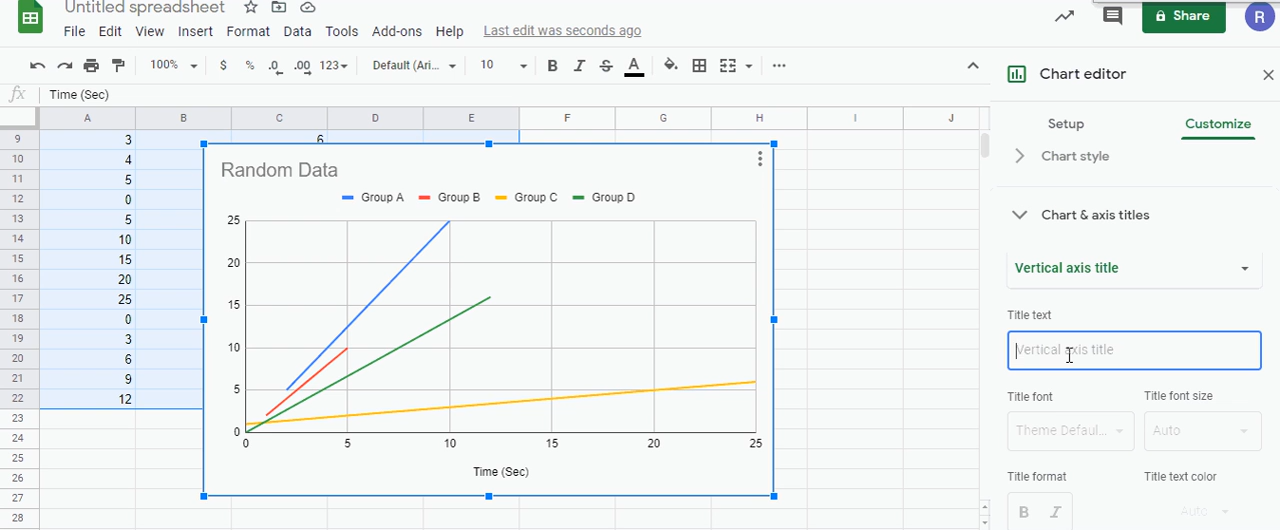 Untitled spreadsheet
File Edit View Insert Format Data Tools Add-ons Help Last edit was seconds ago
Share R
100% $ % .0 .00 123 Default (Ari... 10 B I S A ...
fx Time (Sec)
Chart editor
Setup Customize
Chart style
Chart & axis titles
Vertical axis title
Title text
Vertical axis title
Title font Title font size
Theme Defaul... Auto
Title format Title text color
B I Auto
A B C D E F G H I J
9 3 6
10 4
11 5
12 0
13 5
14 10
15 15
16 20
17 25
18 0
19 3
20 6
21 9
22 12
23
24
25
26
27
28
Random Data
Group A Group B Group C Group D
25
20
15
10
5
0
0 5 10 15 20 25
Time (Sec)